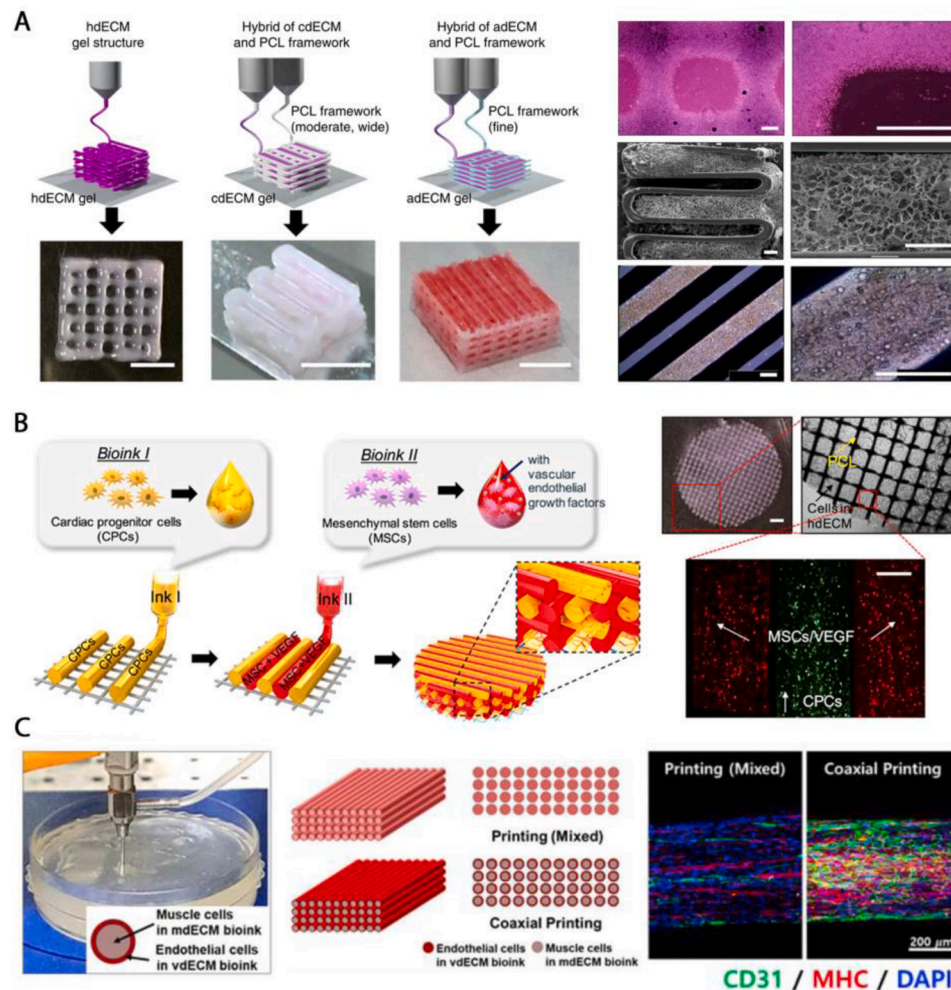 A
hdECM
gel structure
Hybrid of cdECM
and PCL framework
Hybrid of adECM
and PCL framework
PCL framework
(moderate, wide)
PCL framework
(fine)
hdECM gel
cdECM gel
adECM gel
B
Bioink I
Cardiac progenitor cells
(CPCs)
Bioink II
Mesenchymal stem cells
(MSCs)
with
vascular
endothelial
growth factors
Ink I
Ink II
CPCs
CPCs
CPCs
MSCs+VEGF
MSCs+VEGF
PCL
Cells in
hdECM
MSCs/VEGF
CPCs
C
Muscle cells
in mdECM bioink
Endothelial cells
in vdECM bioink
Printing (Mixed)
Coaxial Printing
Endothelial cells
in vdECM bioink
Muscle cells
in mdECM bioink
Printing (Mixed)
Coaxial Printing
200 μm
CD31 / MHC / DAPI